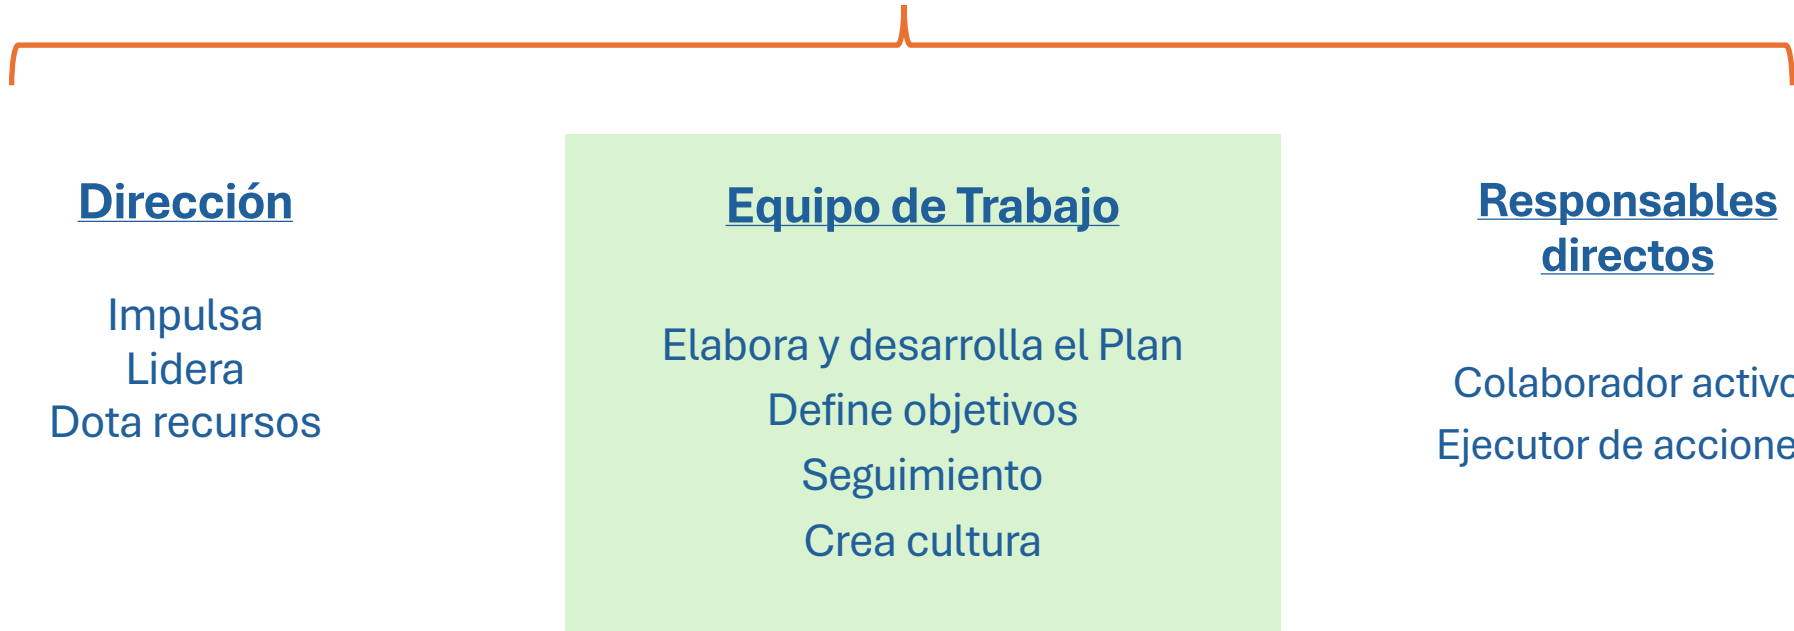 Dirección
Impulsa
Lidera
Dota recursos
Equipo de Trabajo
Elabora y desarrolla el Plan
Define objetivos
Seguimiento
Crea cultura
Responsables
directos
Colaborador activo
Ejecutor de accione